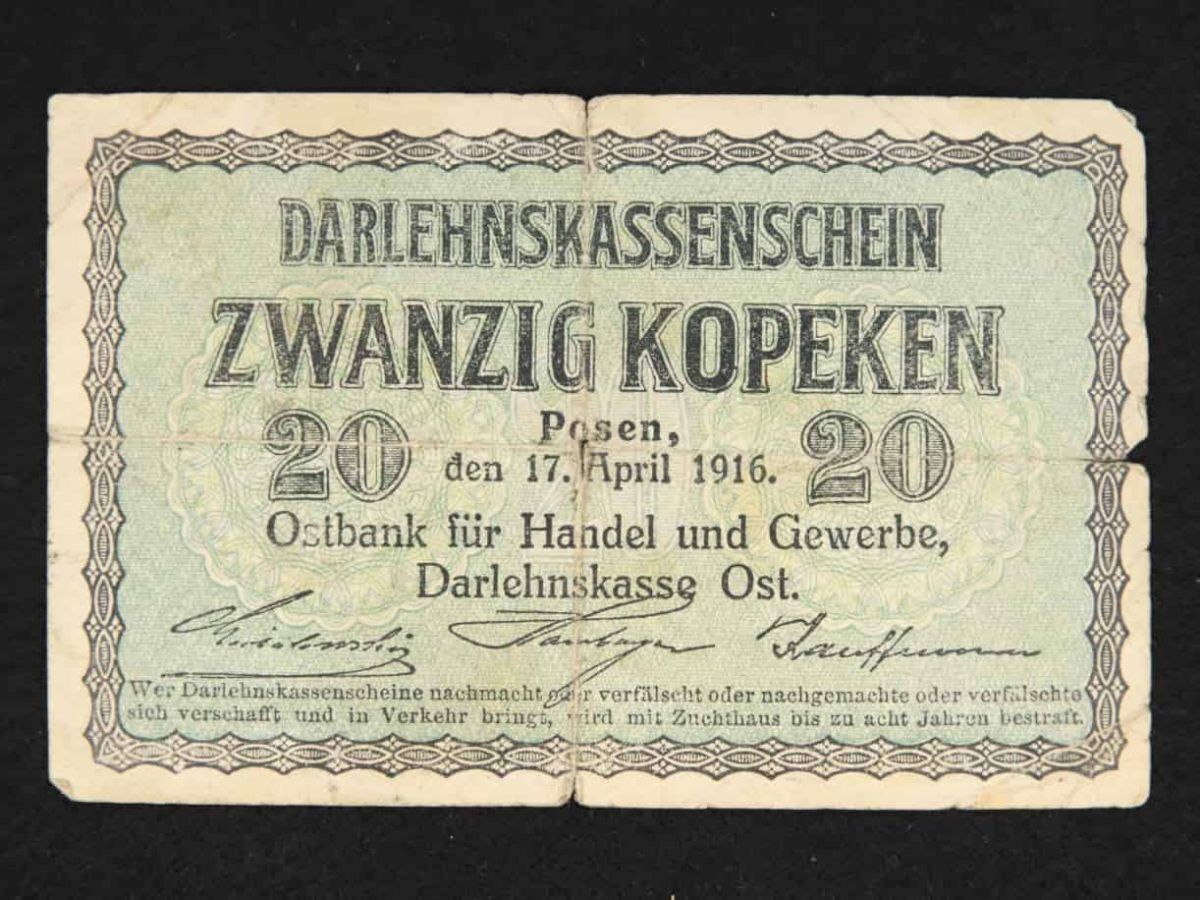 DARLEHNSKASSENSCHEIN
ZWANZIG KOPEKEN
20 Posen, 20
den 17. April 1916.
Ostbank für Handel und Gewerbe,
Darlehnskasse Ost.
Kauffmann
Wer Darlehnskassenscheine nachmacht oder verfälscht oder nachgemachte oder verfälschte
sich verschafft und in Verkehr bringt, wird mit Zuchthaus bis zu acht Jahren bestraft.